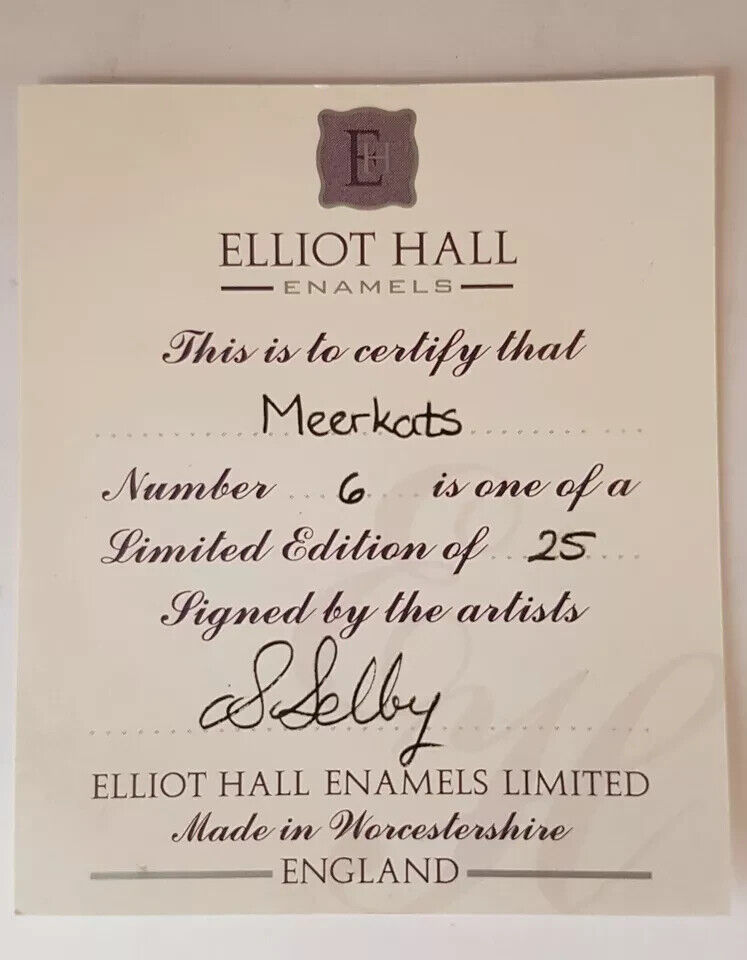 EH
ELLIOT HALL
ENAMELS
This is to certify that
Meerkats
Number 6 is one of a
Limited Edition of 25
Signed by the artists
S Selby
ELLIOT HALL ENAMELS LIMITED
Made in Worcestershire
ENGLAND